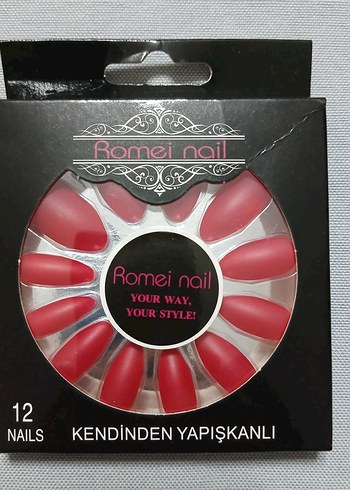 Romei nail
Romei nail
YOUR WAY,
YOUR STYLE!
12
NAILS
KENDİNDEN YAPIŞKANLI